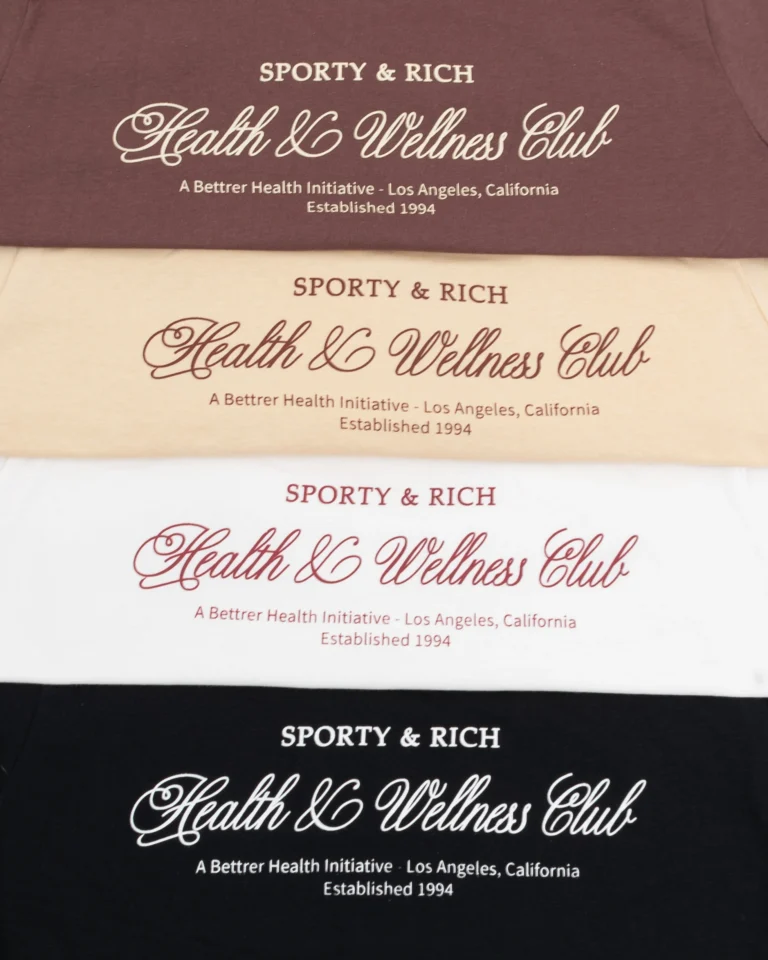 SPORTY & RICH
Health & Wellness Club
A Bettrer Health Initiative - Los Angeles, California
Established 1994
SPORTY & RICH
Health & Wellness Club
A Bettrer Health Initiative - Los Angeles, California
Established 1994
SPORTY & RICH
Health & Wellness Club
A Bettrer Health Initiative - Los Angeles, California
Established 1994
SPORTY & RICH
Health & Wellness Club
A Bettrer Health Initiative - Los Angeles, California
Established 1994